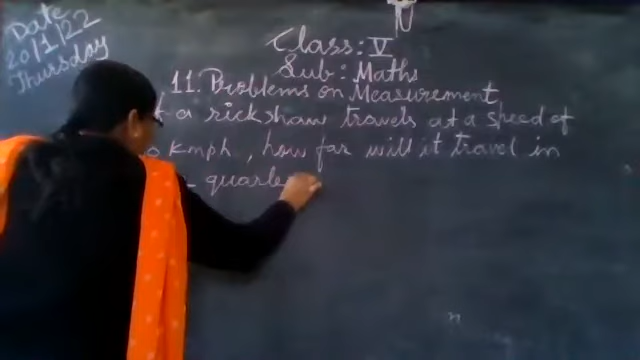 Date
20/1/22
Thursday
Class: V
Sub: Maths
11. Problems on Measurement
f a rickshaw travels at a speed of
0 kmph, how far will it travel in
quarte